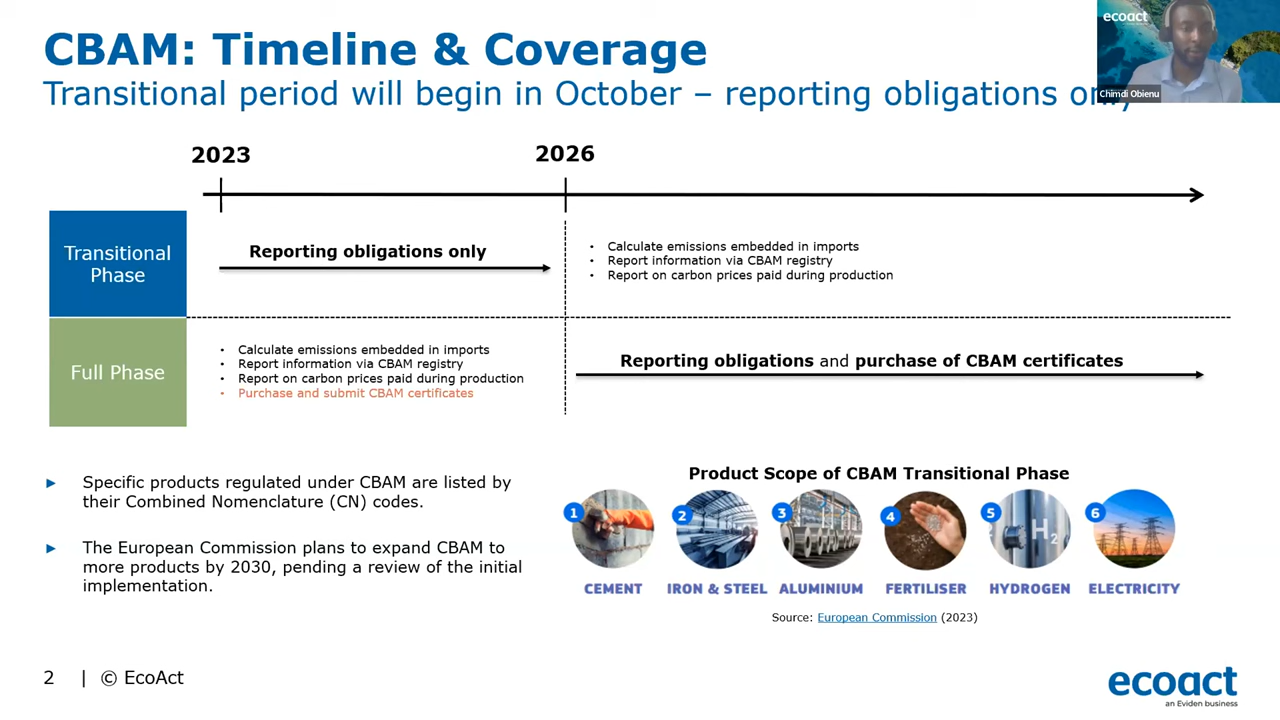 CBAM: Timeline & Coverage
Transitional period will begin in October – reporting obligations only
ecoact
Chimdi Obienu
2023
2026
Transitional
Phase
Reporting obligations only
• Calculate emissions embedded in imports
• Report information via CBAM registry
• Report on carbon prices paid during production
Full Phase
• Calculate emissions embedded in imports
• Report information via CBAM registry
• Report on carbon prices paid during production
• Purchase and submit CBAM certificates
Reporting obligations and purchase of CBAM certificates
► Specific products regulated under CBAM are listed by
their Combined Nomenclature (CN) codes.
► The European Commission plans to expand CBAM to
more products by 2030, pending a review of the initial
implementation.
Product Scope of CBAM Transitional Phase
1 2 3 4 5 6
H2
CEMENT IRON & STEEL ALUMINIUM FERTILISER HYDROGEN ELECTRICITY
Source: European Commission (2023)
2 | © EcoAct
ecoact
an Eviden business